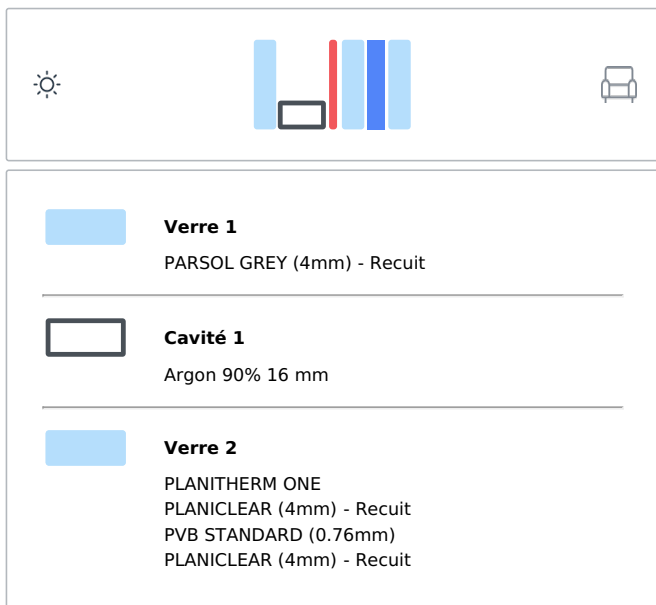 Verre 1
PARSOL GREY (4mm) - Recuit
Cavité 1
Argon 90% 16 mm
Verre 2
PLANITHERM ONE
PLANICLEAR (4mm) - Recuit
PVB STANDARD (0.76mm)
PLANICLEAR (4mm) - Recuit